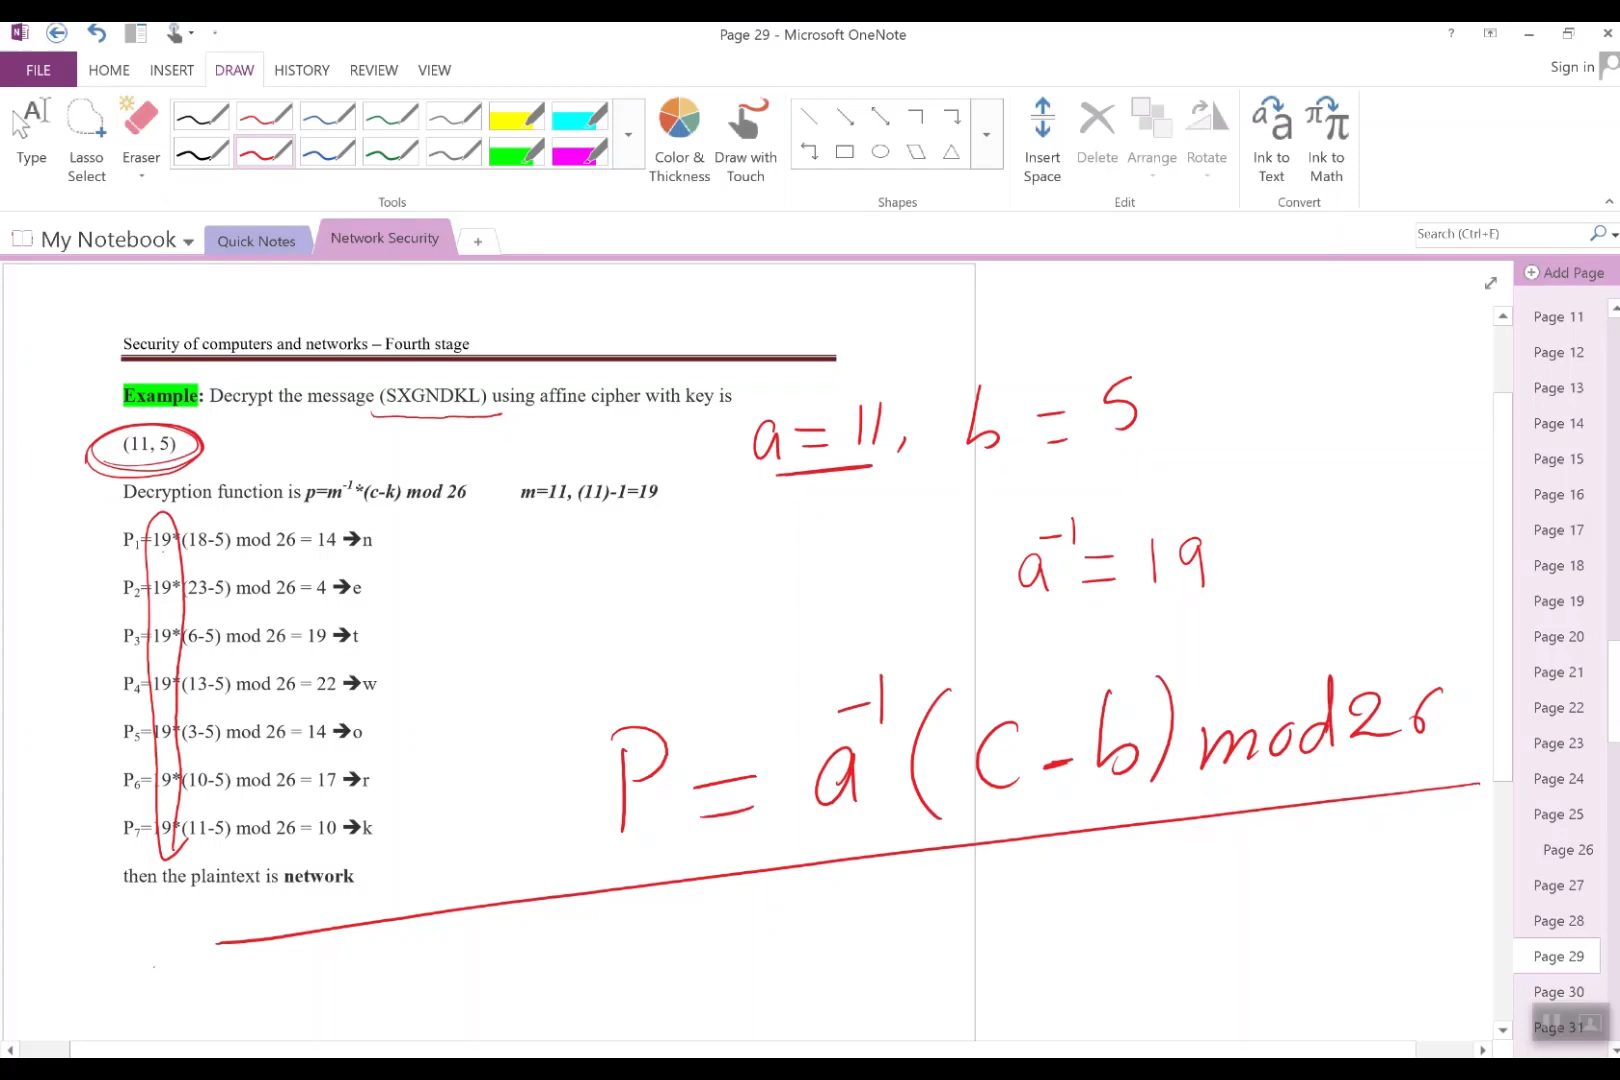 Page 29 - Microsoft OneNote
?
FILE HOME INSERT DRAW HISTORY REVIEW VIEW
Sign in
Type
Lasso Select
Eraser
Color & Thickness
Draw with Touch
Insert Space
Delete
Arrange
Rotate
Ink to Text
Ink to Math
Tools
Shapes
Edit
Convert
My Notebook
Quick Notes
Network Security
+
Search (Ctrl+E)
Add Page
Page 11
Page 12
Page 13
Page 14
Page 15
Page 16
Page 17
Page 18
Page 19
Page 20
Page 21
Page 22
Page 23
Page 24
Page 25
Page 26
Page 27
Page 28
Page 29
Page 30
Page 31
Security of computers and networks – Fourth stage
Example: Decrypt the message (SXGNDKL) using affine cipher with key is
(11, 5)
a = 11, b = 5
Decryption function is p=m⁻¹*(c-k) mod 26 m=11, (11)-1=19
P₁=19*(18-5) mod 26 = 14 ➔n
a⁻¹ = 19
P₂=19*(23-5) mod 26 = 4 ➔e
P₃=19*(6-5) mod 26 = 19 ➔t
P₄=19*(13-5) mod 26 = 22 ➔w
P₅=19*(3-5) mod 26 = 14 ➔o
P = a⁻¹ (c - b) mod 26
P₆=19*(10-5) mod 26 = 17 ➔r
P₇=19*(11-5) mod 26 = 10 ➔k
then the plaintext is network